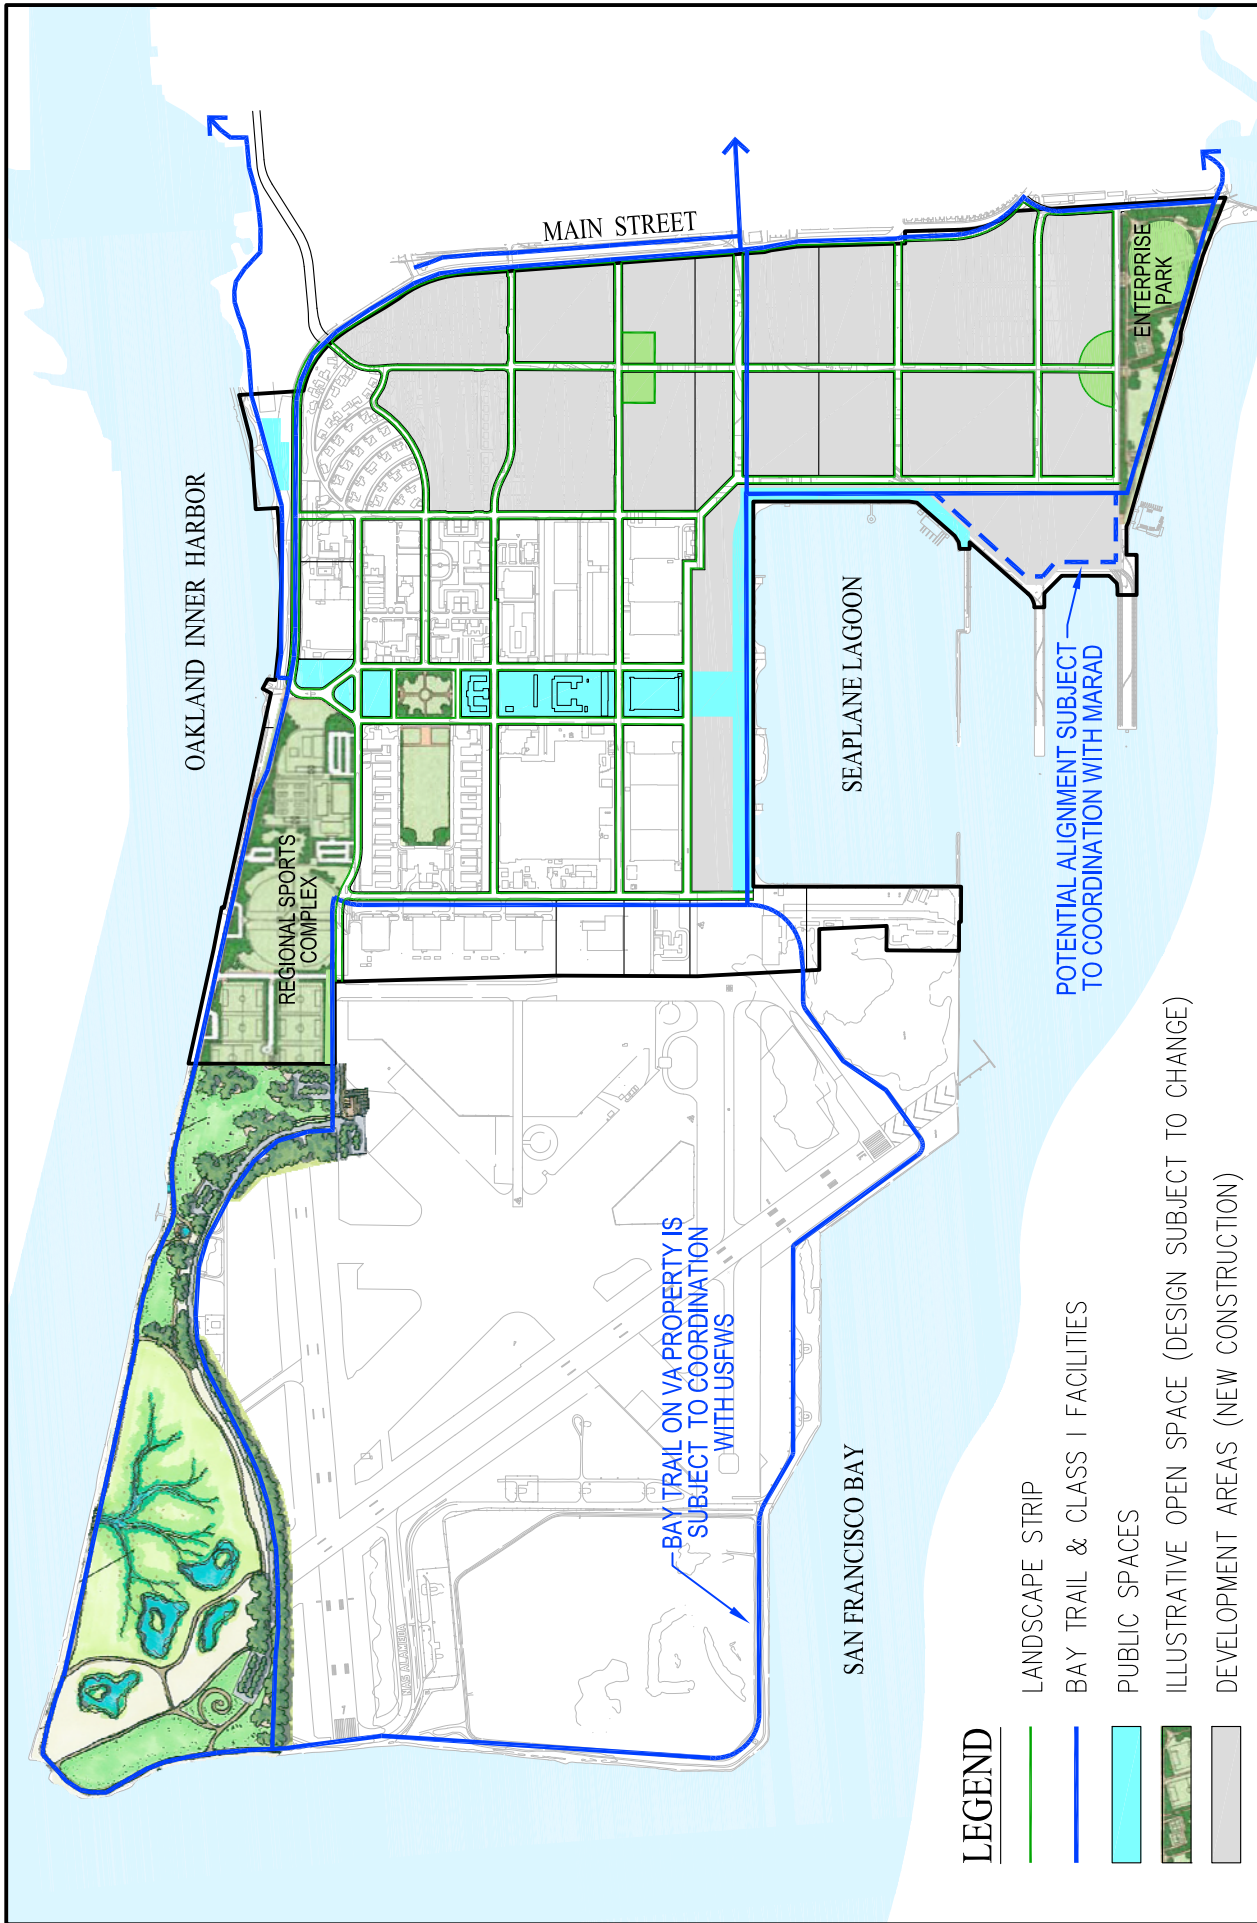 OAKLAND INNER HARBOR
MAIN STREET
REGIONAL SPORTS
COMPLEX
ENTERPRISE
PARK
SEAPLANE LAGOON
POTENTIAL ALIGNMENT SUBJECT
TO COORDINATION WITH MARAD
BAY TRAIL ON VA PROPERTY IS
SUBJECT TO COORDINATION
WITH USFWS
NAS ALAMEDA
SAN FRANCISCO BAY
LEGEND
LANDSCAPE STRIP
BAY TRAIL & CLASS I FACILITIES
PUBLIC SPACES
ILLUSTRATIVE OPEN SPACE (DESIGN SUBJECT TO CHANGE)
DEVELOPMENT AREAS (NEW CONSTRUCTION)